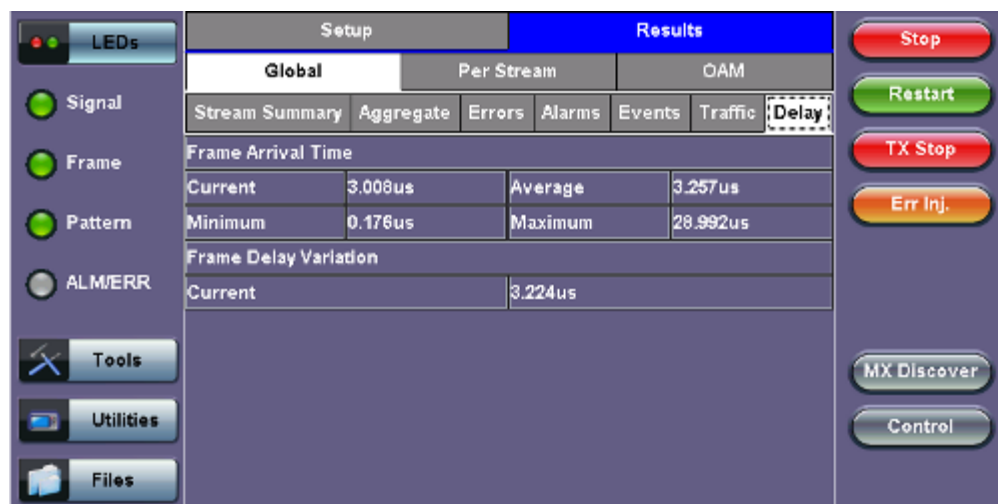 LEDs
Signal
Frame
Pattern
ALM/ERR
Tools
Utilities
Files
Setup Results
Global Per Stream OAM
Stream Summary Aggregate Errors Alarms Events Traffic Delay
Frame Arrival Time
Current 3.008us Average 3.257us
Minimum 0.176us Maximum 28.992us
Frame Delay Variation
Current 3.224us
Stop
Restart
TX Stop
Err Inj.
MX Discover
Control